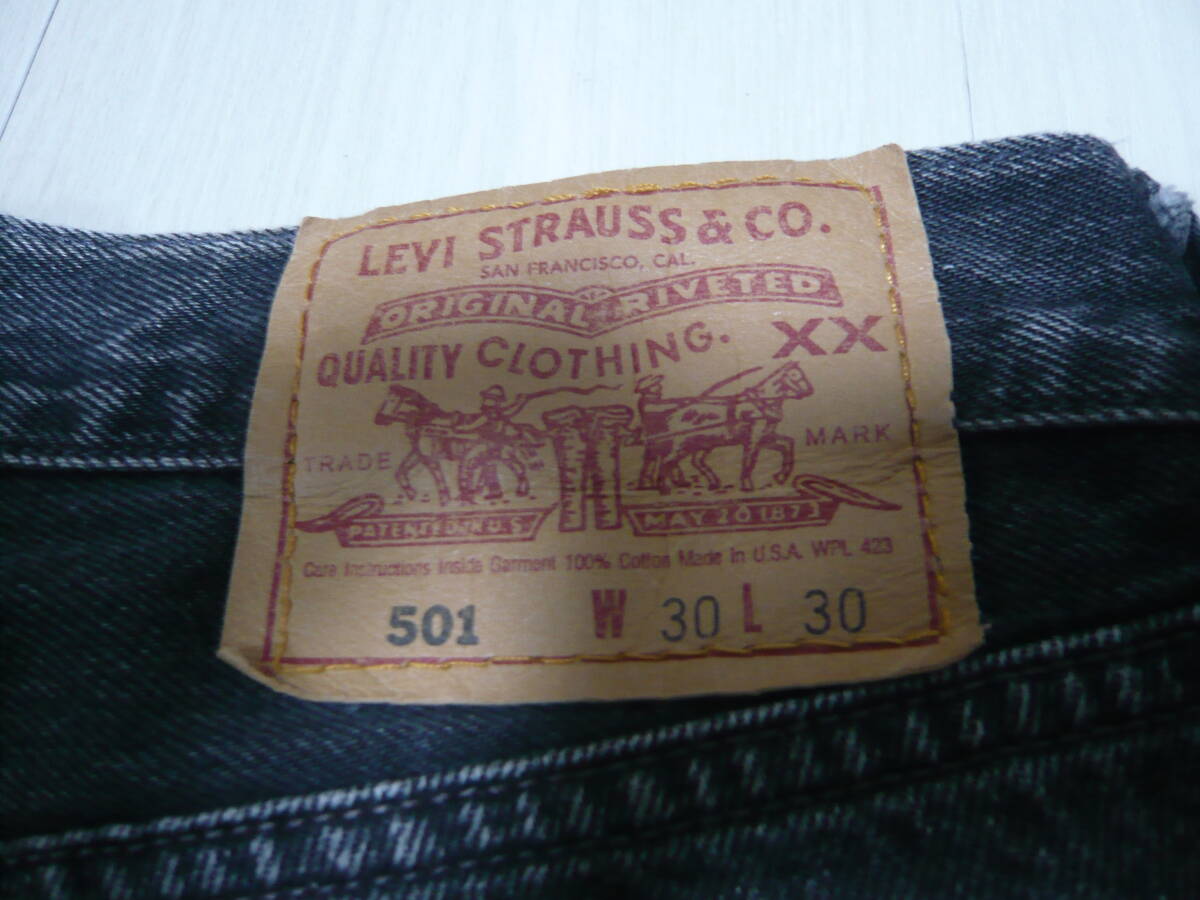 LEVI STRAUSS & CO.
SAN FRANCISCO, CAL.
ORIGINAL RIVETED
QUALITY CLOTHING. XX
TRADE MARK
PATENTED IN U.S. MAY 20 1873
Care Instructions Inside Garment 100% Cotton Made in U.S.A. WPL 423
501 W 30 L 30